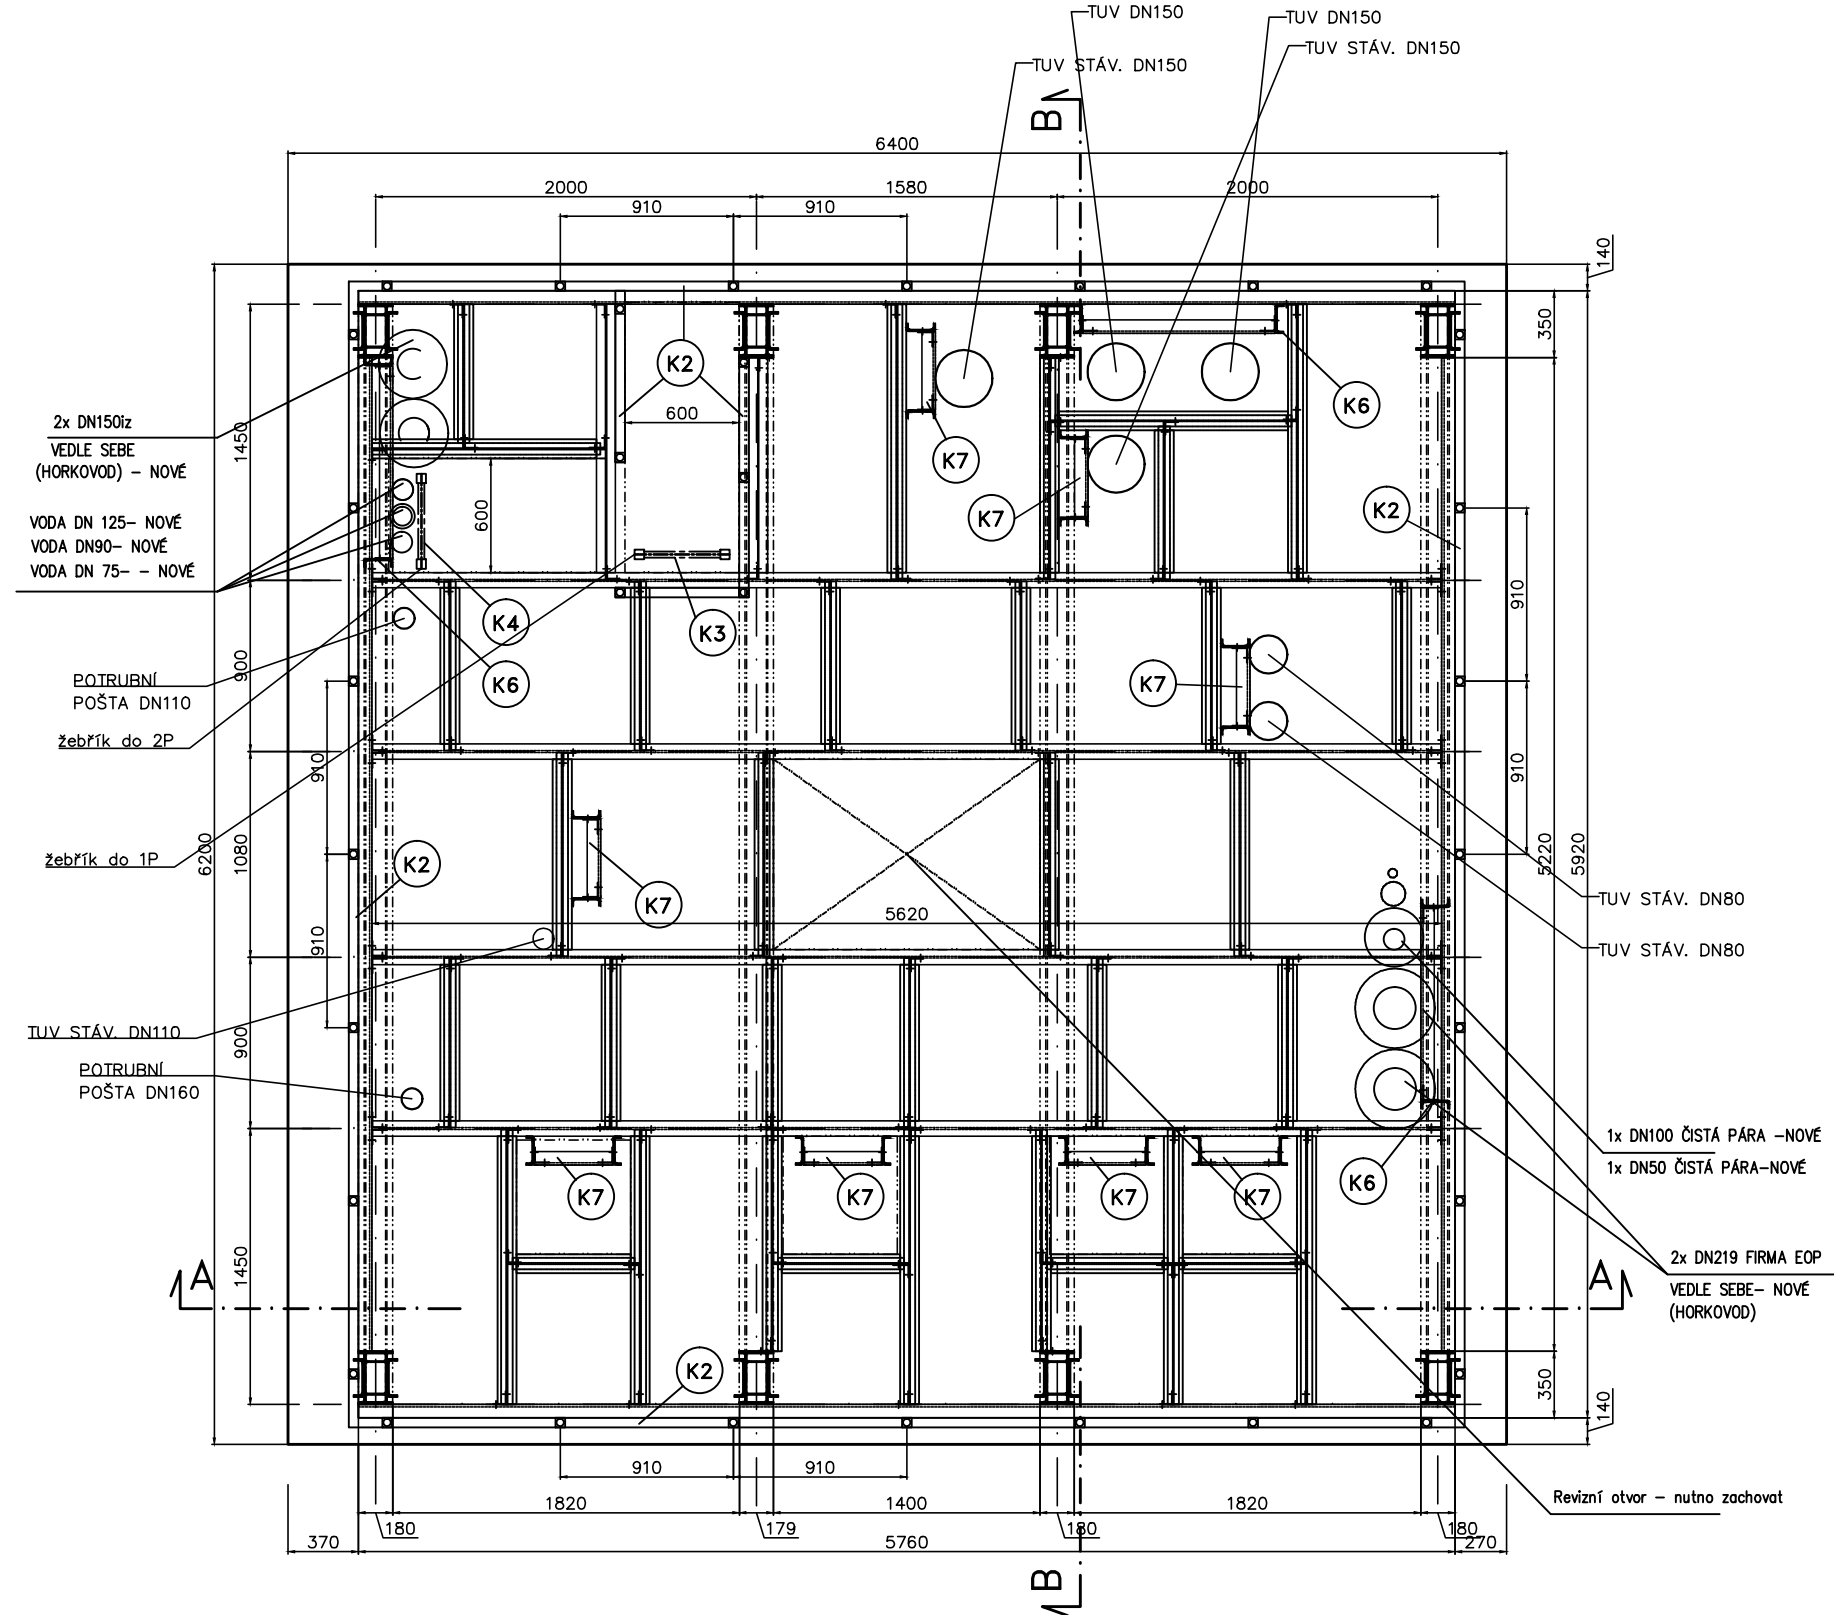 TUV DN150
TUV DN150
TUV STÁV. DN150
TUV STÁV. DN150
B
6400
2000
1580
2000
910
910
140
350
K2
K6
600
2x DN150iz
VEDLE SEBE
(HORKOVOD) – NOVÉ
1450
K7
K7
K2
600
VODA DN 125– NOVÉ
VODA DN90– NOVÉ
VODA DN 75– – NOVÉ
910
K4
K3
900
K6
K7
POTRUBNÍ
POŠTA DN110
žebřík do 2P
910
910
6200
1080
5220
5920
žebřík do 1P
K2
K7
5620
TUV STÁV. DN80
TUV STÁV. DN80
910
900
TUV STÁV. DN110
POTRUBNÍ
POŠTA DN160
1x DN100 ČISTÁ PÁRA –NOVÉ
1x DN50 ČISTÁ PÁRA–NOVÉ
K7
K7
K7
K7
K6
1450
2x DN219 FIRMA EOP
VEDLE SEBE– NOVÉ
(HORKOVOD)
A
A
K2
350
140
910
910
Revizní otvor – nutno zachovat
1820
1400
1820
180
179
180
180
370
5760
270
B